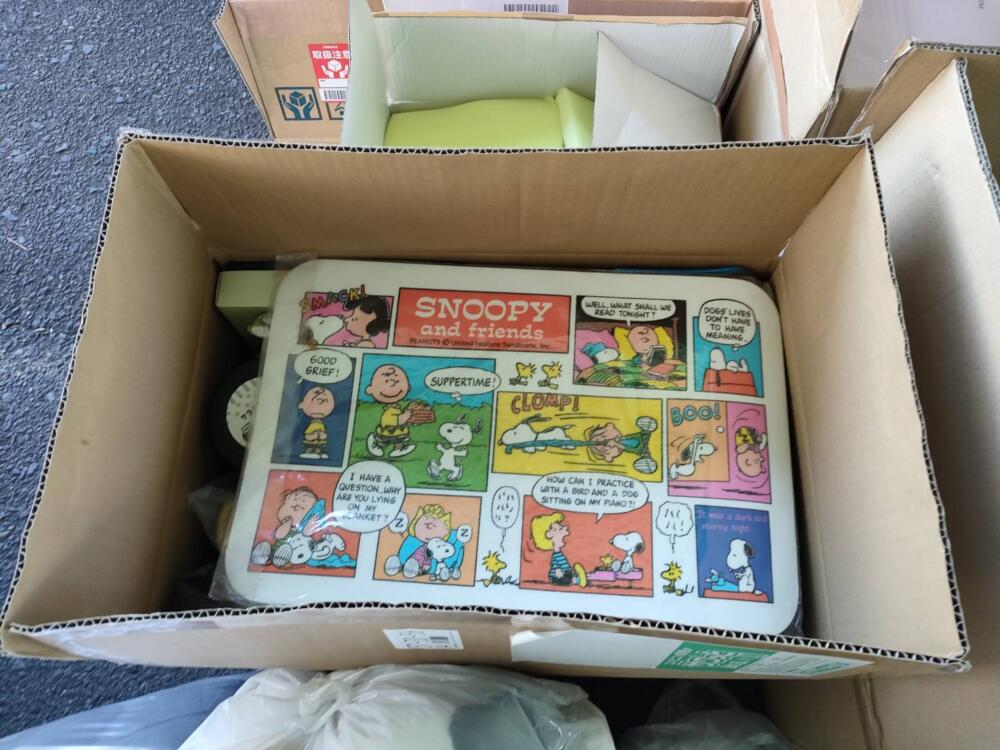 取扱注意
SMACK!
SNOOPY
and friends
PEANUTS © United Feature Syndicate, Inc.
WELL, WHAT SHALL WE
READ TONIGHT?
DOGS' LIVES
DON'T HAVE
TO HAVE
MEANING..
GOOD
GRIEF!
SUPPERTIME!
CLOMP!
BOO!
I HAVE A
QUESTION..WHY
ARE YOU LYING
ON MY
BLANKET?
Z
Z
HOW CAN I PRACTICE
WITH A BIRD AND A DOG
SITTING ON MY PIANO?!
It was a dark and
stormy night.